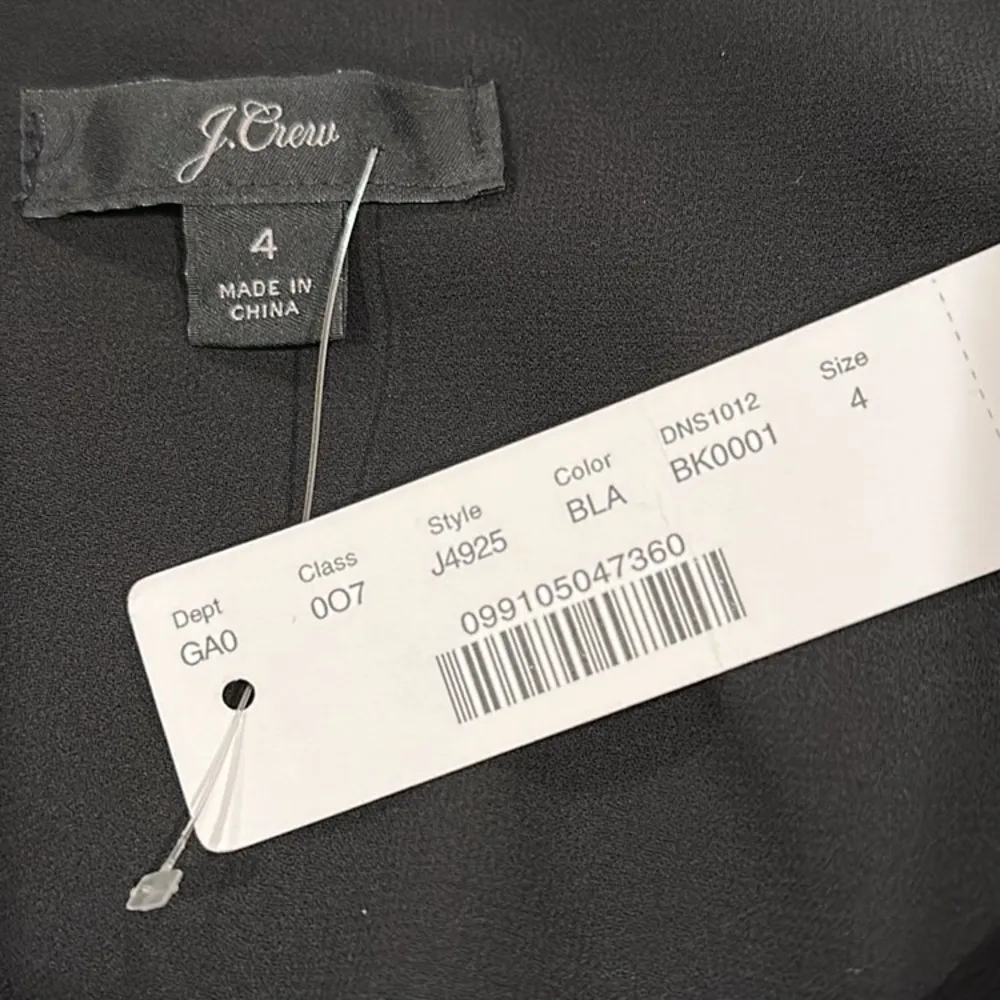 J.Crew
4
MADE IN
CHINA
Dept
GA0
Class
0O7
Style
J4925
Color
BLA
DNS1012
BK0001
Size
4
099105047360